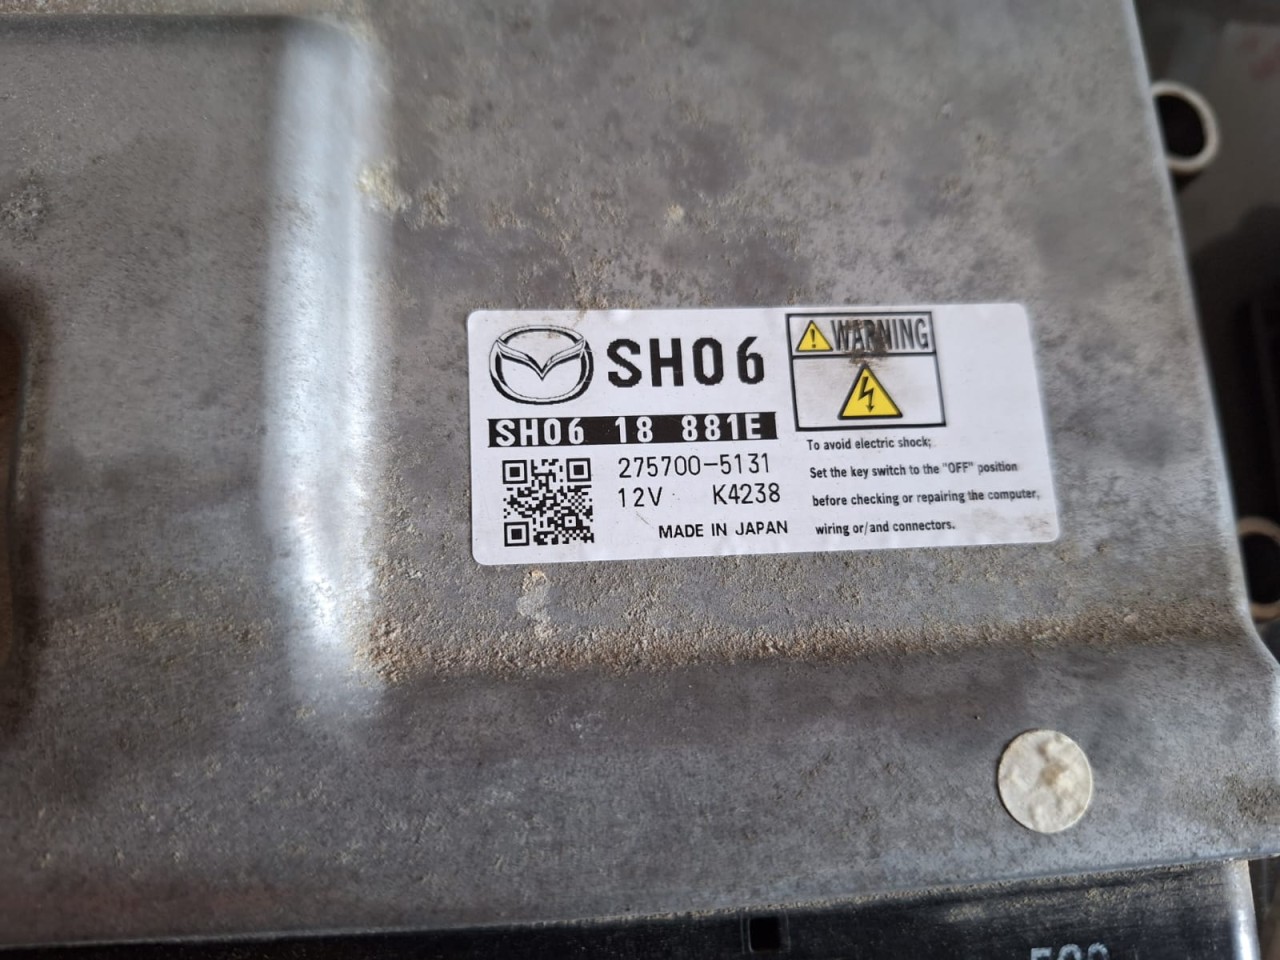 SH06
SH06 18 881E
275700-5131
12V K4238
MADE IN JAPAN
WARNING
To avoid electric shock;
Set the key switch to the "OFF" position
before checking or repairing the computer,
wiring or/and connectors.